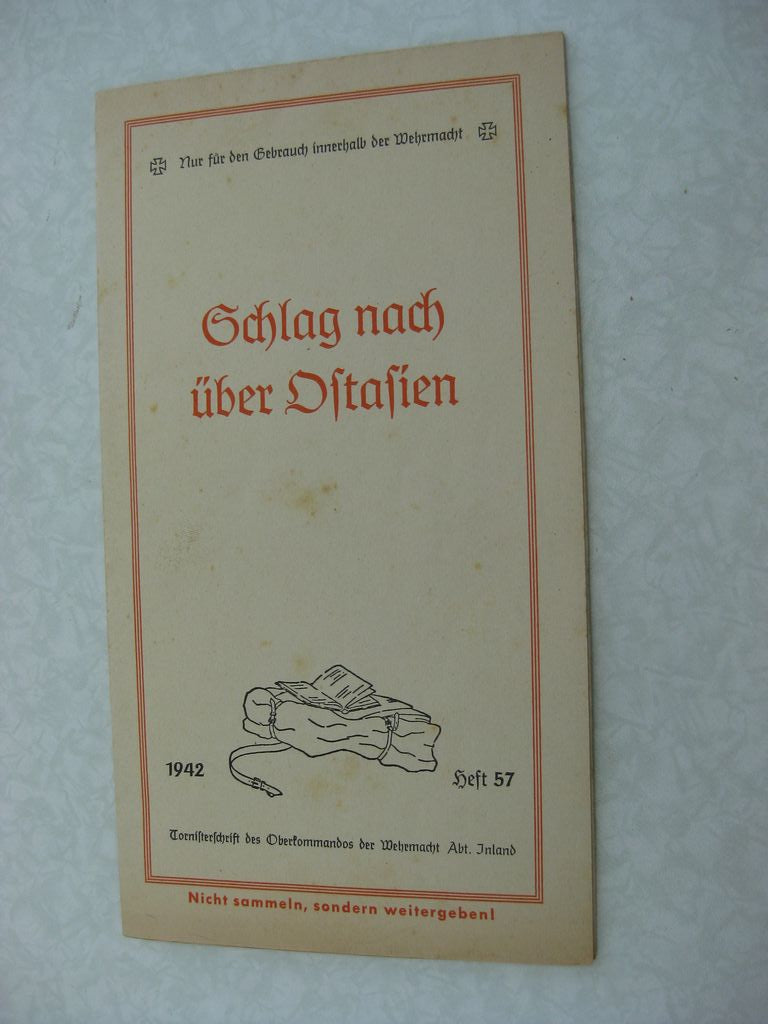 Nur für den Gebrauch innerhalb der Wehrmacht
Schlag nach
über Ostasien
1942
Heft 57
Tornisterschrift des Oberkommandos der Wehrmacht Abt. Inland
Nicht sammeln, sondern weitergeben!